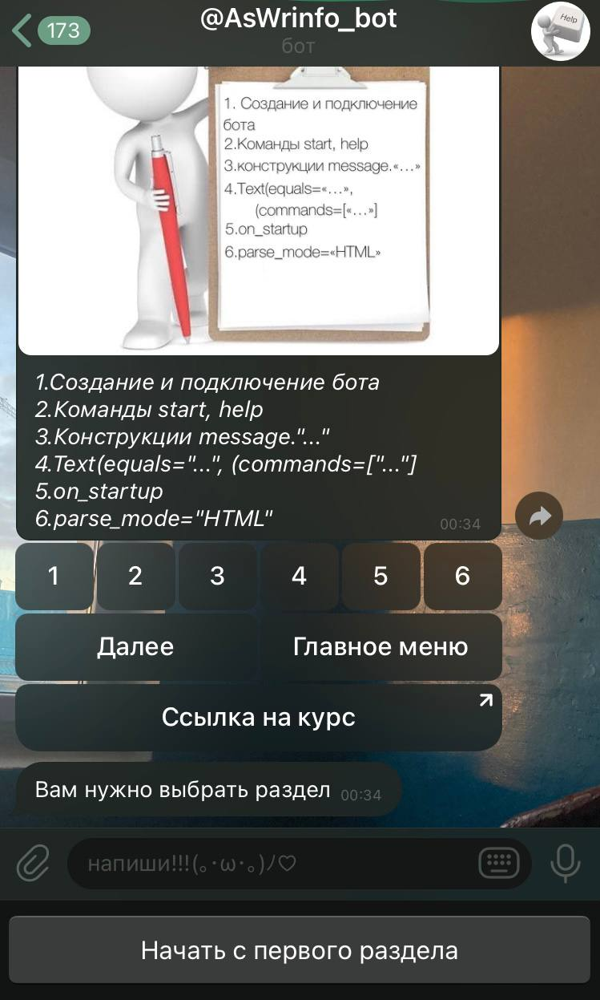 173
@AsWrinfo_bot
бот
Help
1. Создание и подключение
бота
2.Команды start, help
3.конструкции message.«...»
4.Text(equals=«...»,
(commands=[«...»]
5.on_startup
6.parse_mode=«HTML»
1.Создание и подключение бота
2.Команды start, help
3.Конструкции message."..."
4.Text(equals="...", (commands=["..."]
5.on_startup
6.parse_mode="HTML"
00:34
1 2 3 4 5 6
Далее Главное меню
Ссылка на курс
Вам нужно выбрать раздел 00:34
напиши!!!(｡･ω･｡)ﾉ♡
Начать с первого раздела